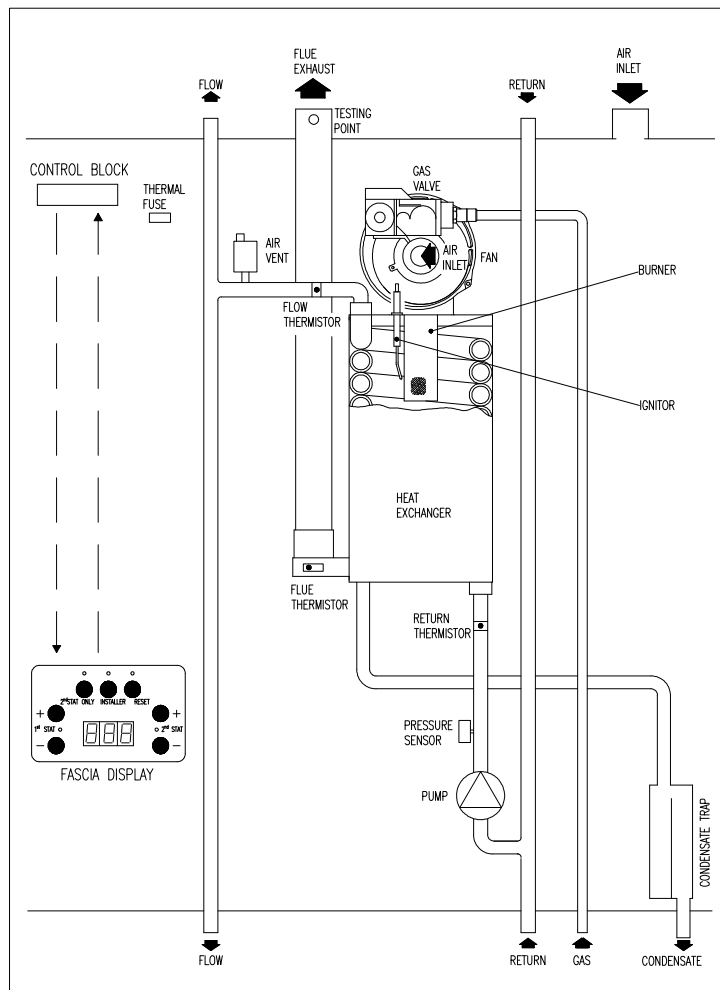 FLUE
EXHAUST
AIR
INLET
FLOW
RETURN
TESTING
POINT
CONTROL BLOCK
THERMAL
FUSE
GAS
VALVE
AIR
VENT
AIR
INLET
FAN
BURNER
FLOW
THERMISTOR
IGNITOR
HEAT
EXCHANGER
FLUE
THERMISTOR
RETURN
THERMISTOR
2nd STAT ONLY
INSTALLER
RESET
+
+
1st STAT
2nd STAT
−
−
888
FASCIA DISPLAY
PRESSURE
SENSOR
PUMP
CONDENSATE TRAP
FLOW
RETURN
GAS
CONDENSATE